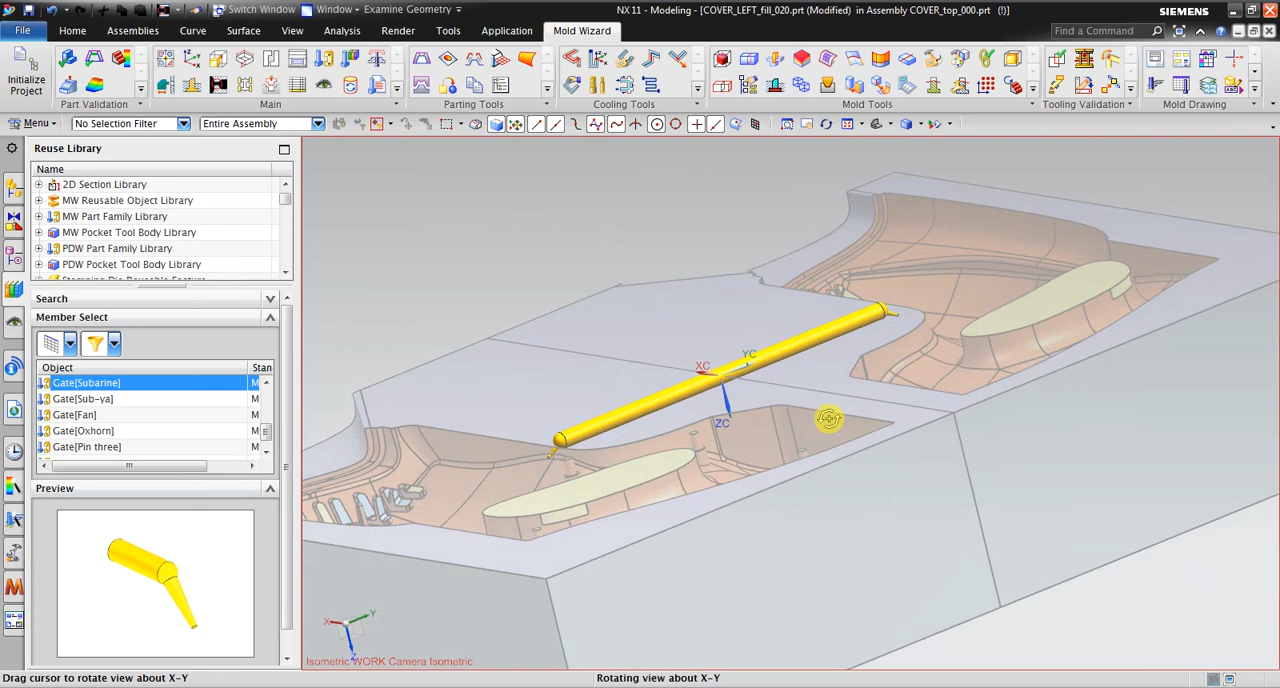 Switch Window
Window
Examine Geometry
NX 11 - Modeling - [COVER_LEFT_fill_020.prt (Modified)  in Assembly COVER_top_000.prt  (!)]
SIEMENS
File
Home
Assemblies
Curve
Surface
View
Analysis
Render
Tools
Application
Mold Wizard
Find a Command
Initialize
Project
Part Validation
Main
Parting Tools
Cooling Tools
Mold Tools
Tooling Validation
Mold Drawing
Menu
No Selection Filter
Entire Assembly
Reuse Library
Name
2D Section Library
MW Reusable Object Library
MW Part Family Library
MW Pocket Tool Body Library
PDW Part Family Library
PDW Pocket Tool Body Library
Search
Member Select
Object
Stan
Gate[Subarine]
M
Gate[Sub-ya]
M
Gate[Fan]
M
Gate[Oxhorn]
M
Gate[Pin three]
M
Preview
XC
YC
ZC
X
Y
Z
Isometric WORK Camera Isometric
Drag cursor to rotate view about X-Y
Rotating view about X-Y